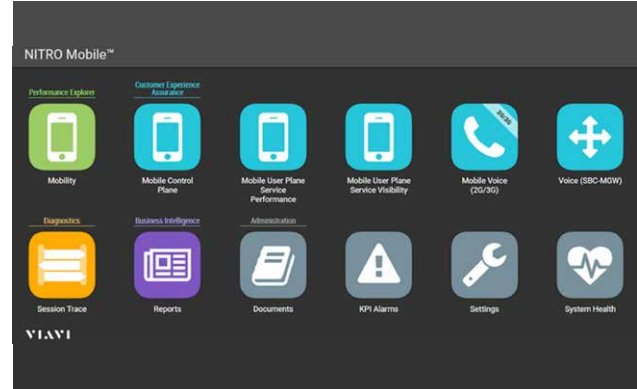 NITRO Mobile™
Performance Explorer
Customer Experience
Assurance
2G/3G
Mobility
Mobile Control
Plane
Mobile User Plane
Service
Performance
Mobile User Plane
Service Visibility
Mobile Voice
(2G/3G)
Voice (SBC-MGW)
Diagnostics
Business Intelligence
Administration
Session Trace
Reports
Documents
KPI Alarms
Settings
System Health
VIAVI